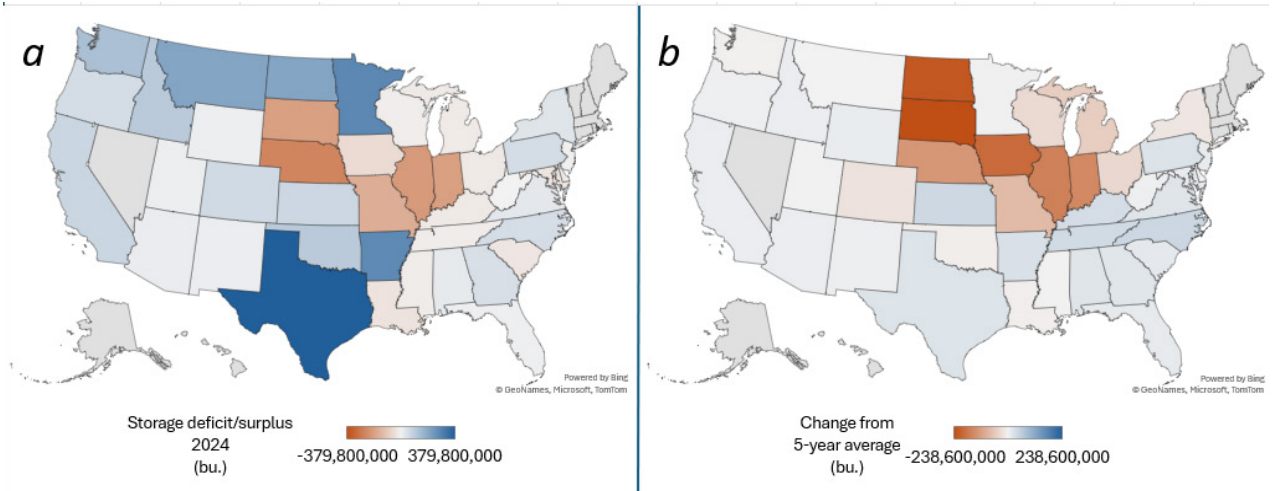 a
Powered by Bing
© GeoNames, Microsoft, TomTom
Storage deficit/surplus
2024
(bu.)
-379,800,000 379,800,000
b
Powered by Bing
© GeoNames, Microsoft, TomTom
Change from
5-year average
(bu.)
-238,600,000 238,600,000